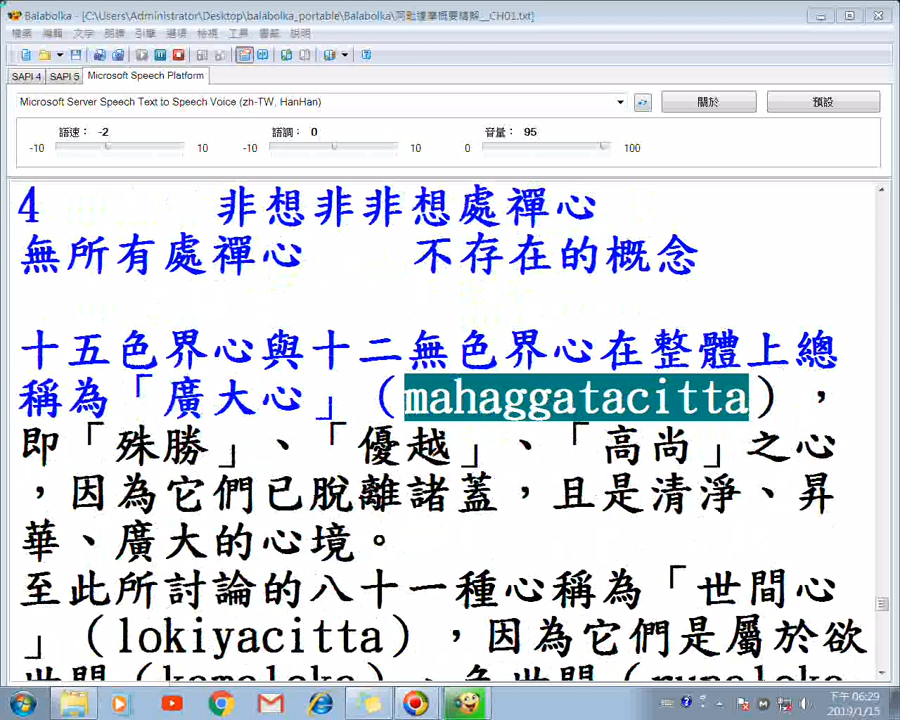 Balabolka - [C:\Users\Administrator\Desktop\balabolka_portable\Balabolka\阿毗達摩概要精解__CH01.txt]
檔案 編輯 文字 朗讀 引擎 選項 檢視 工具 書籤 說明
SAPI 4 SAPI 5 Microsoft Speech Platform
Microsoft Server Speech Text to Speech Voice (zh-TW, HanHan) 關於 預設
語速： -2 語調： 0 音量： 95
-10 10 -10 10 0 100
4 非想非非想處禪心
無所有處禪心 不存在的概念
十五色界心與十二無色界心在整體上總
稱為「廣大心」（mahaggatacitta），
即「殊勝」、「優越」、「高尚」之心
，因為它們已脫離諸蓋，且是清淨、昇
華、廣大的心境。
至此所討論的八十一種心稱為「世間心
」（lokiyacitta），因為它們是屬於欲
世間（kamaloka）、色世間（rupaloka
下午 06:29
2019/1/15